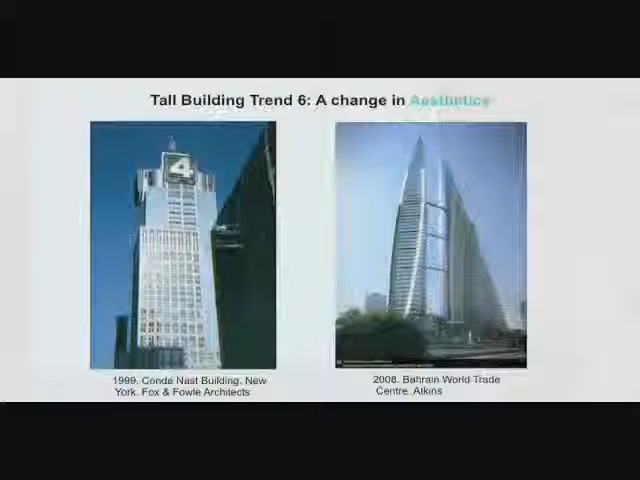 Tall Building Trend 6: A change in Aesthetics
4
1999. Conde Nast Building. New
York. Fox & Fowle Architects
2008. Bahrain World Trade
Centre. Atkins